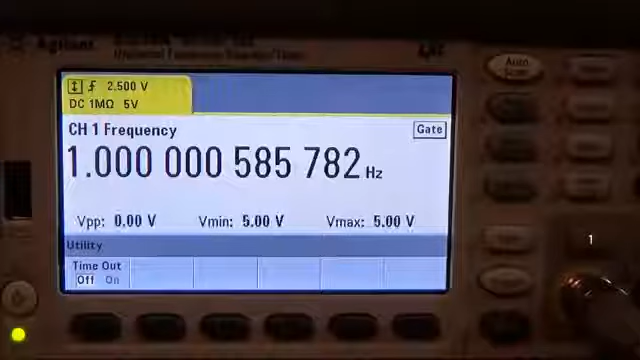 Agilent
Auto
Scale
2.500 V
DC 1MΩ 5V
CH 1 Frequency
Gate
1.000 000 585 782 Hz
Vpp: 0.00 V Vmin: 5.00 V Vmax: 5.00 V
Utility
Time Out
Off On
1